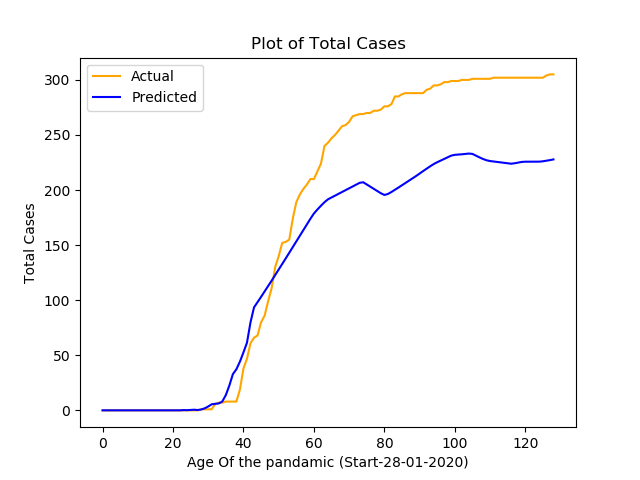 Plot of Total Cases
Actual
Predicted
300
250
200
150
100
50
0
Total Cases
0 20 40 60 80 100 120
Age Of the pandamic (Start-28-01-2020)